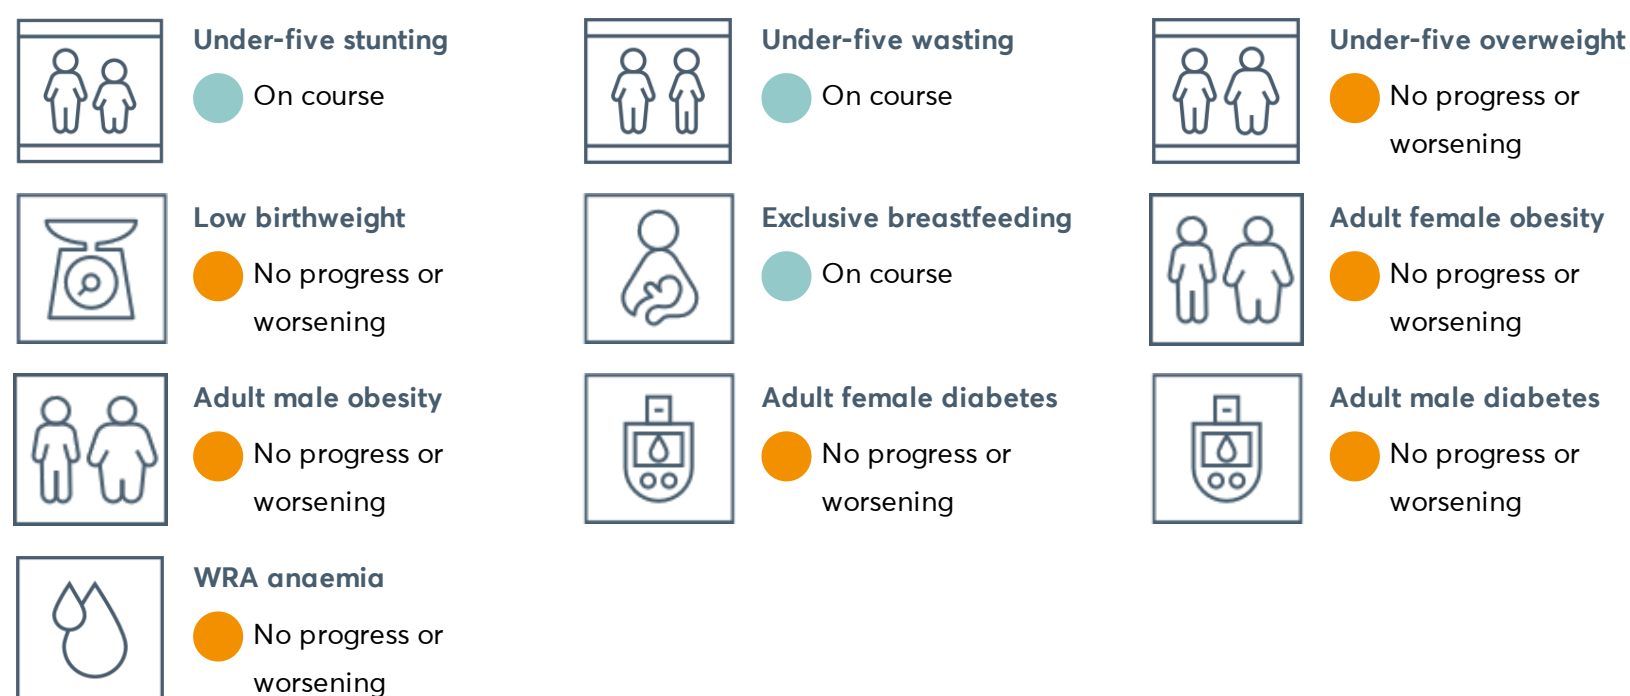 Under-five stunting
On course
Under-five wasting
On course
Under-five overweight
No progress or
worsening
Low birthweight
No progress or
worsening
Exclusive breastfeeding
On course
Adult female obesity
No progress or
worsening
Adult male obesity
No progress or
worsening
Adult female diabetes
No progress or
worsening
Adult male diabetes
No progress or
worsening
WRA anaemia
No progress or
worsening